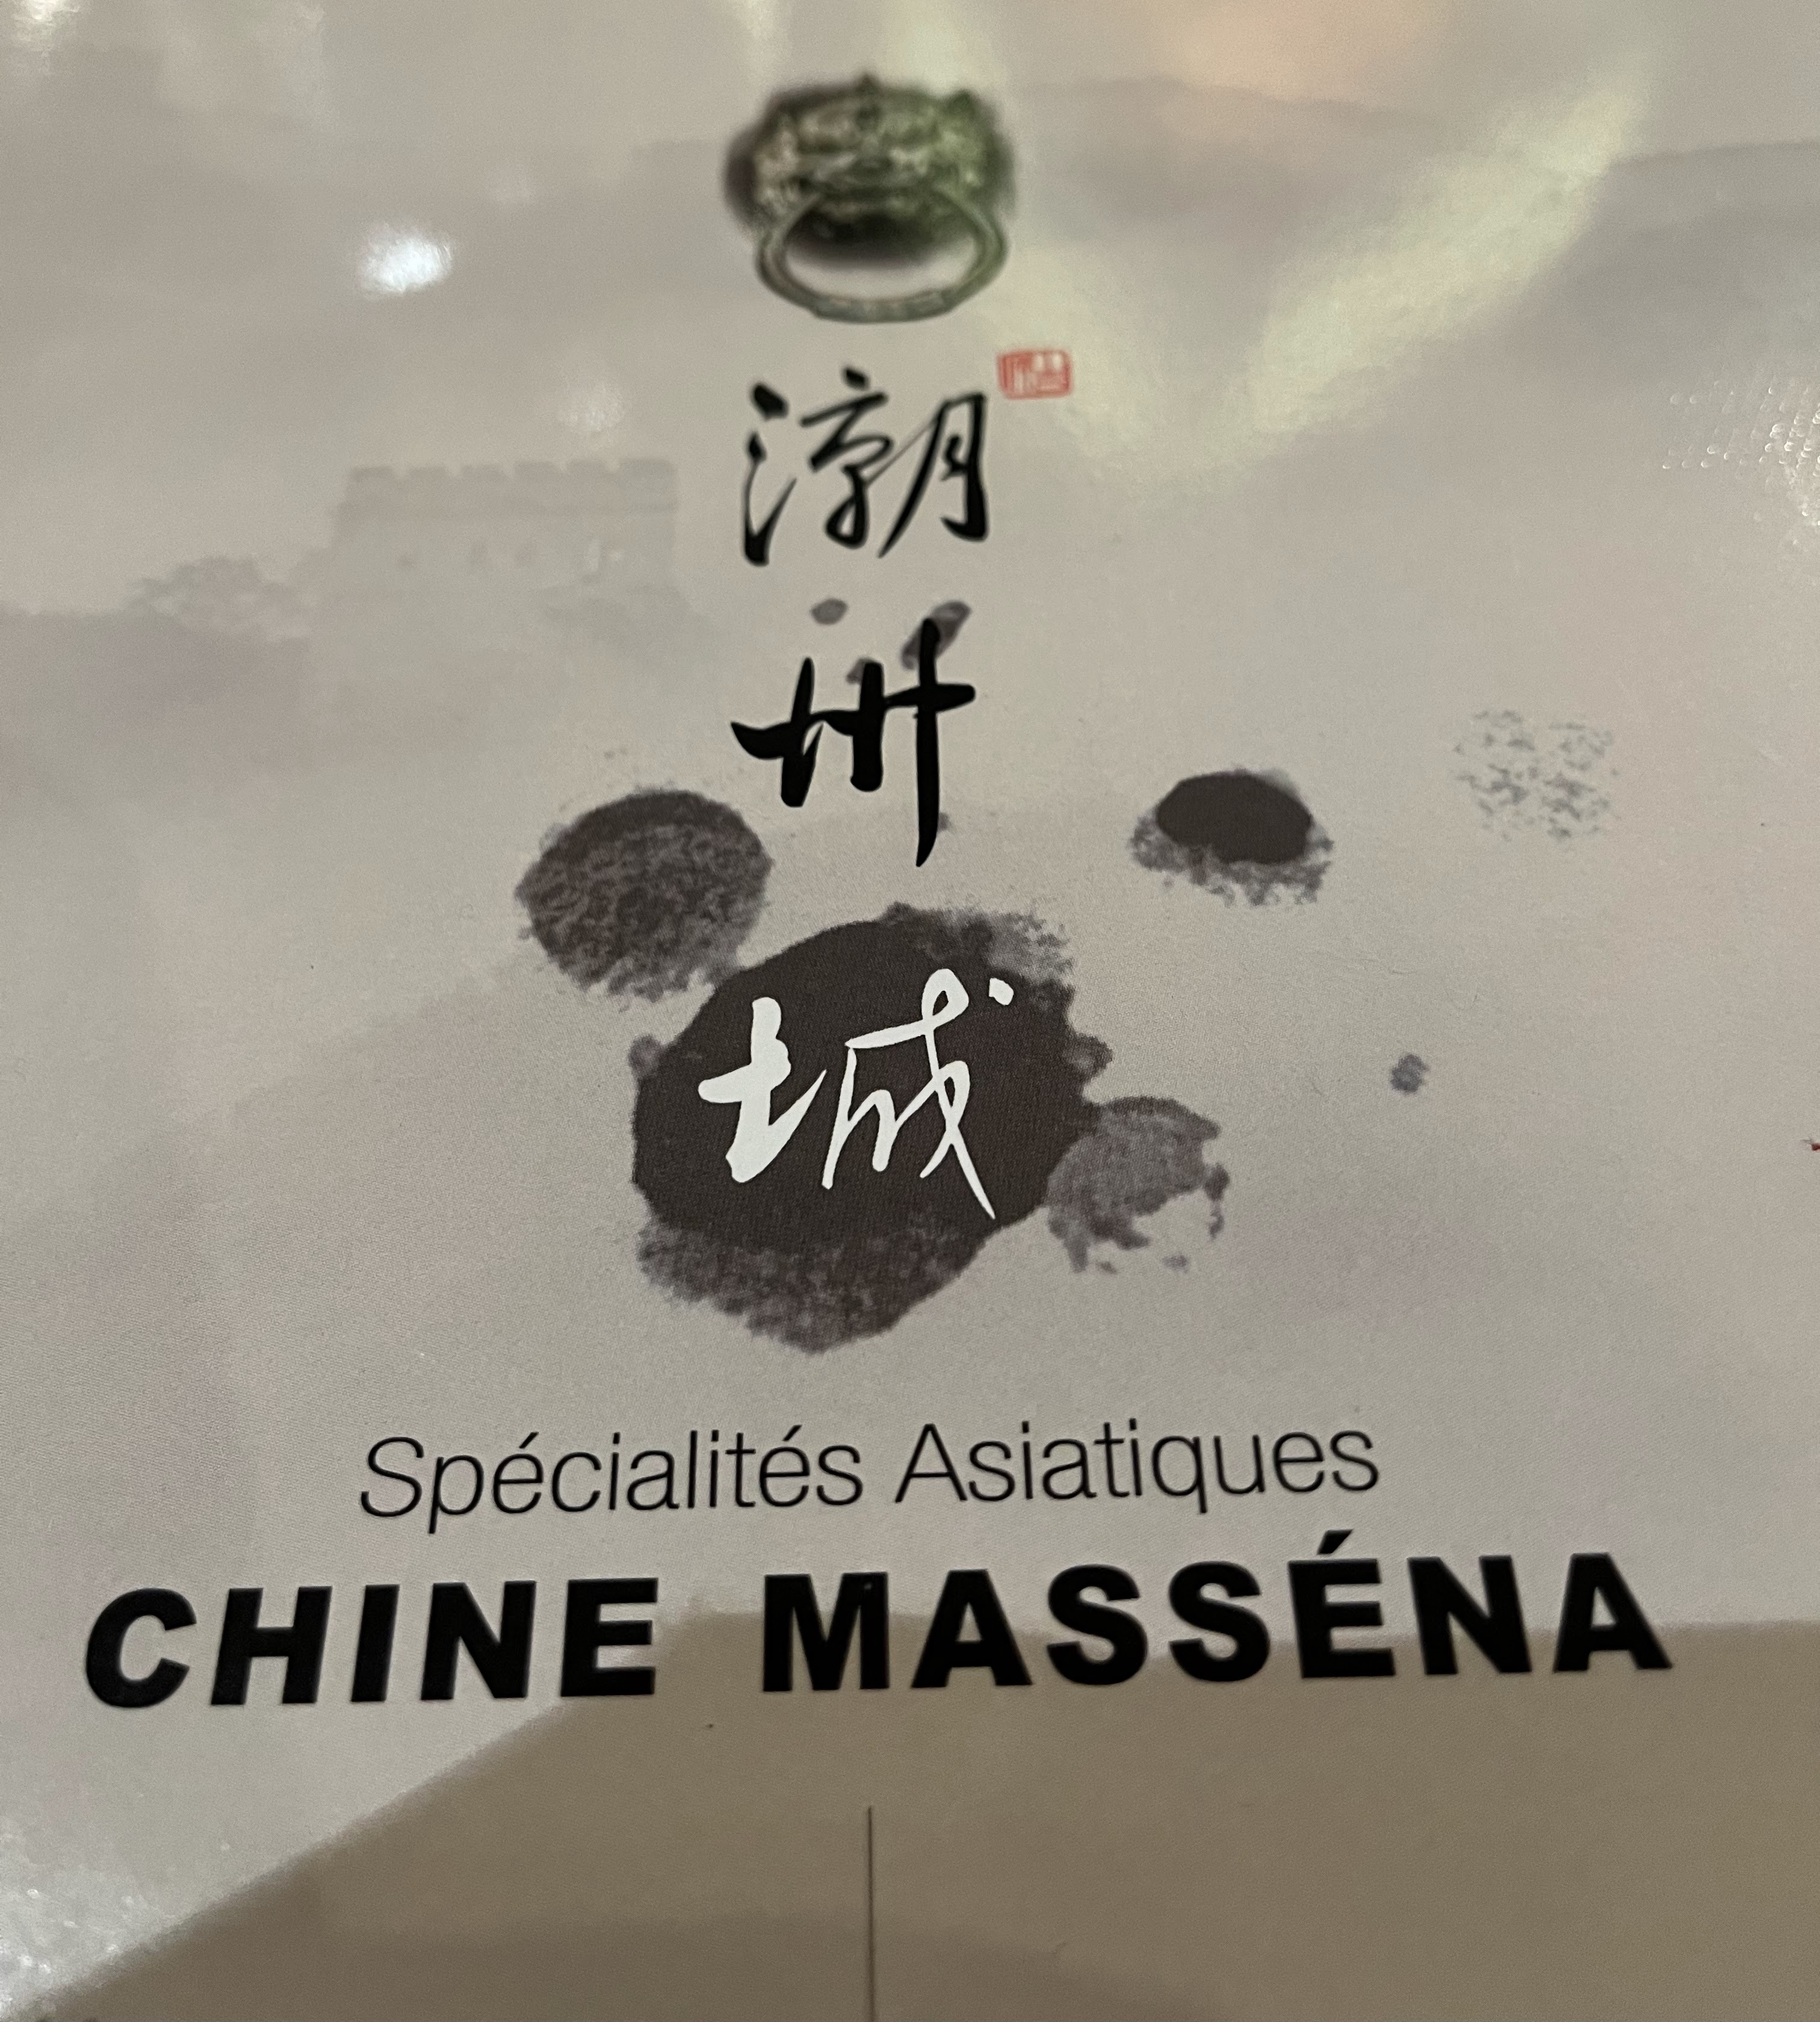 潮
州
城
Spécialités Asiatiques
CHINE MASSÉNA